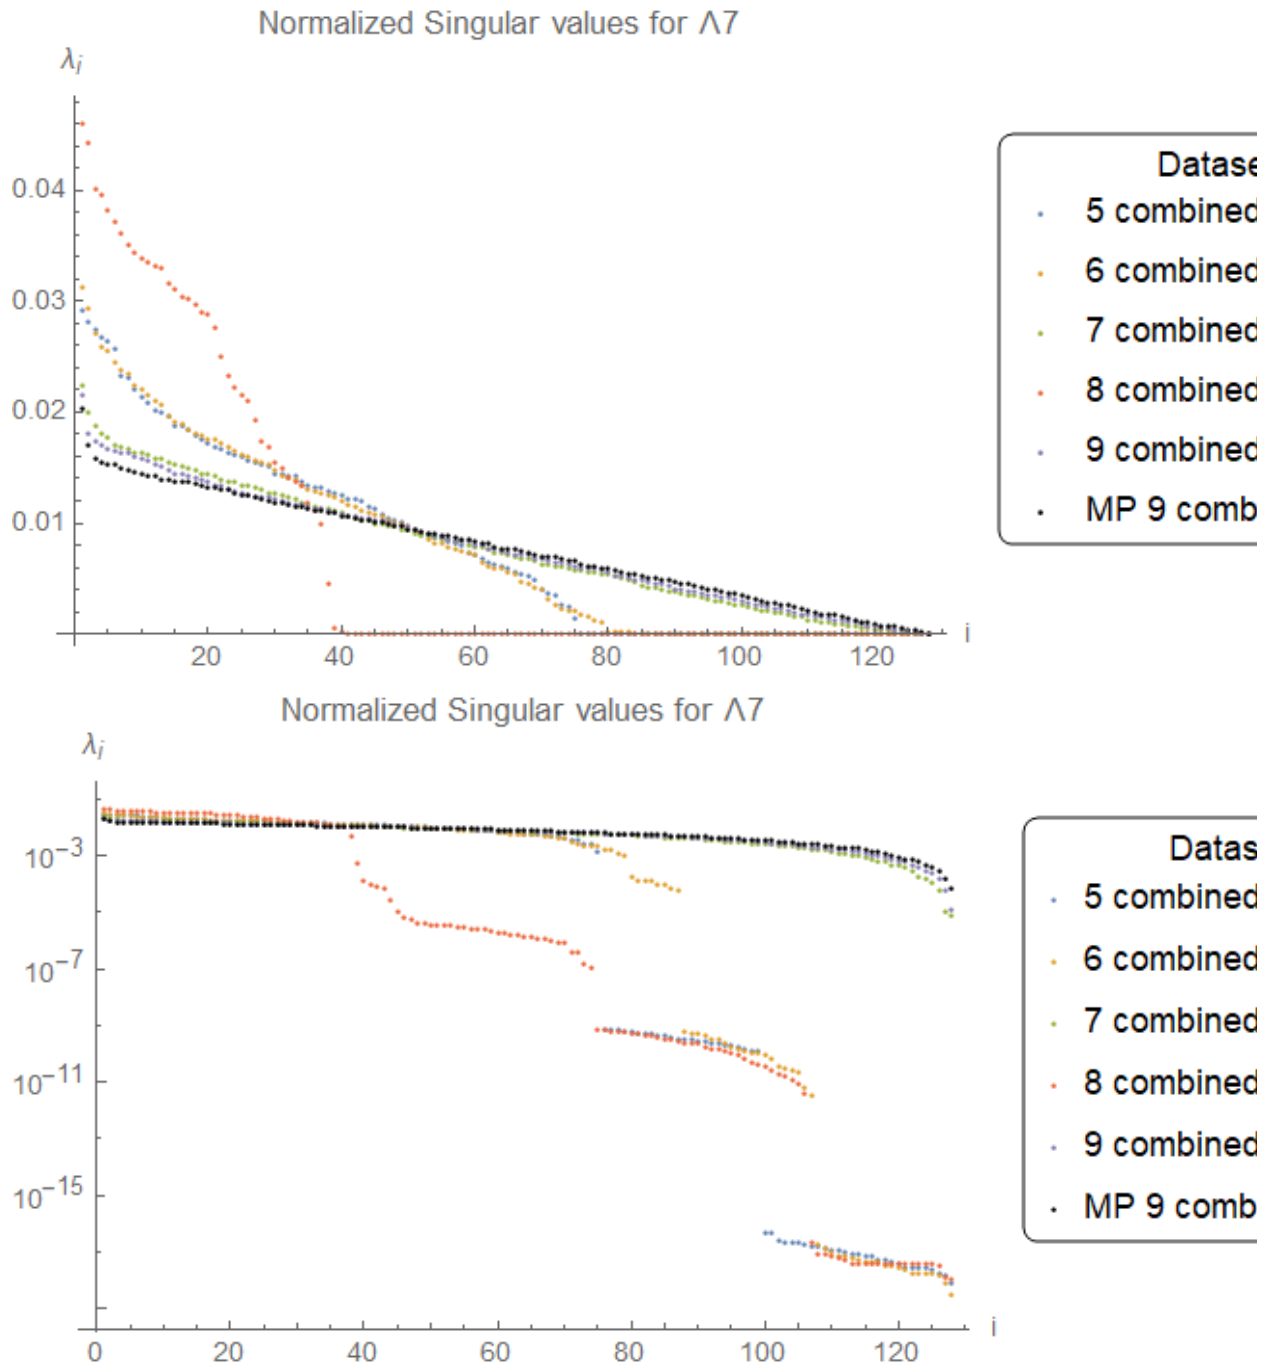 Normalized Singular values for Λ7
λi
0.04
0.03
0.02
0.01
20 40 60 80 100 120 i
Datase
5 combined
6 combined
7 combined
8 combined
9 combined
MP 9 comb
Normalized Singular values for Λ7
λi
10−3
10−7
10−11
10−15
0 20 40 60 80 100 120 i
Datas
5 combined
6 combined
7 combined
8 combined
9 combined
MP 9 comb